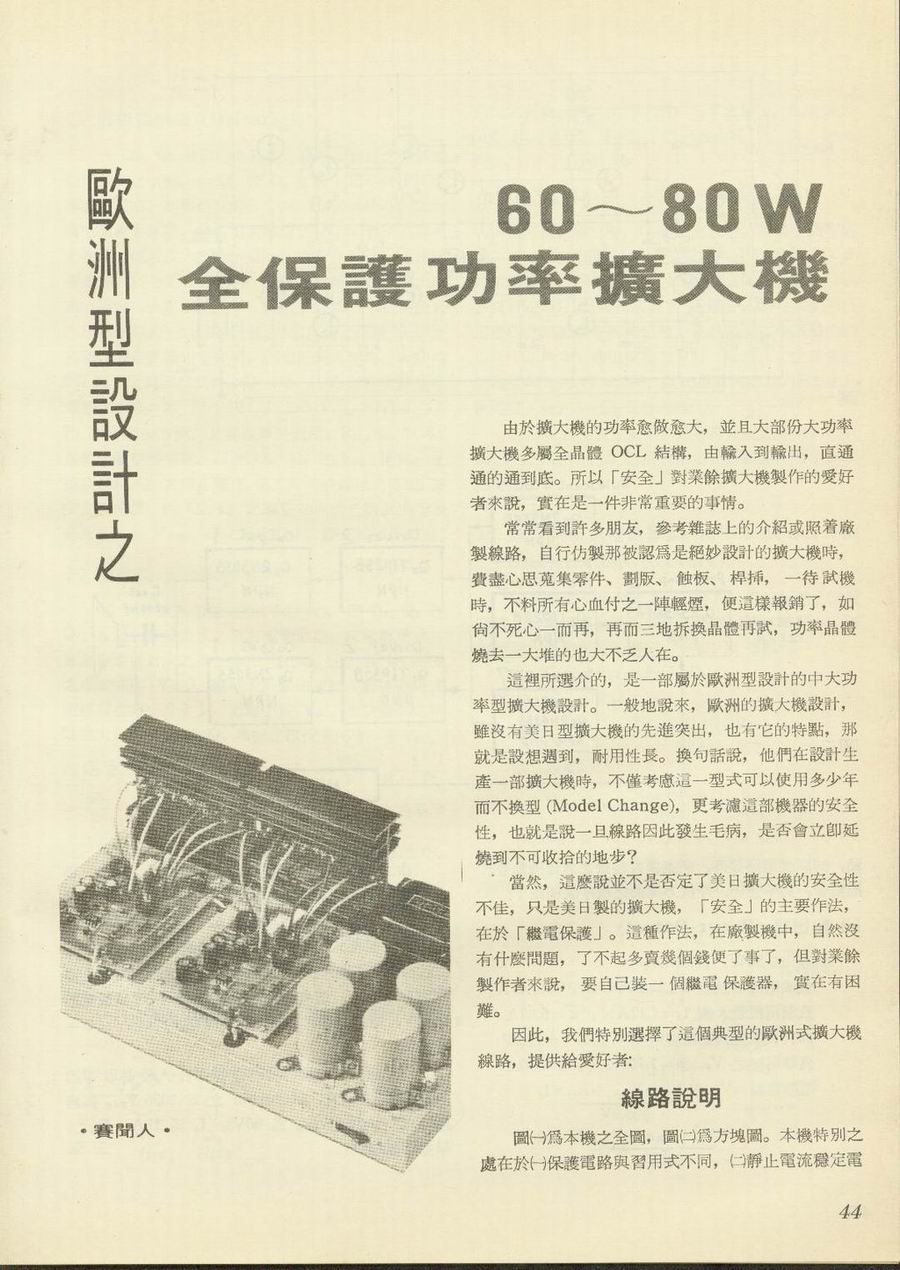 歐洲型設計之
60～80W
全保護功率擴大機
由於擴大機的功率愈做愈大，並且大部份大功率
擴大機多屬全晶體 OCL 結構，由輸入到輸出，直通
通的通到底。所以「安全」對業餘擴大機製作的愛好
者來說，實在是一件非常重要的事情。
常常看到許多朋友，參考雜誌上的介紹或照着廠
製線路，自行仿製那被認爲是絕妙設計的擴大機時，
費盡心思蒐集零件、劃版、蝕板、桿揷，一待試機
時，不料所有心血付之一陣輕煙，便這樣報銷了，如
尙不死心一而再，再而三地拆換晶體再試，功率晶體
燒去一大堆的也大不乏人在。
這裡所選介的，是一部屬於歐洲型設計的中大功
率型擴大機設計。一般地說來，歐洲的擴大機設計，
雖沒有美日型擴大機的先進突出，也有它的特點，那
就是設想週到，耐用性長。換句話說，他們在設計生
產一部擴大機時，不僅考慮這一型式可以使用多少年
而不換型 (Model Change)，更考慮這部機器的安全
性，也就是說一旦線路因此發生毛病，是否會立卽延
燒到不可收拾的地步？
當然，這麽說並不是否定了美日擴大機的安全性
不佳，只是美日製的擴大機，「安全」的主要作法，
在於「繼電保護」。這種作法，在廠製機中，自然沒
有什麽問題，了不起多賣幾個錢便了事了，但對業餘
製作者來說，要自己裝一個繼電保護器，實在有困
難。
因此，我們特別選擇了這個典型的歐洲式擴大機
線路，提供給愛好者:
線路說明
圖㈠爲本機之全圖，圖㈡爲方塊圖。本機特別之
處在於㈠保護電路與習用式不同，㈡靜止電流穩定電
・賽聞人・
44